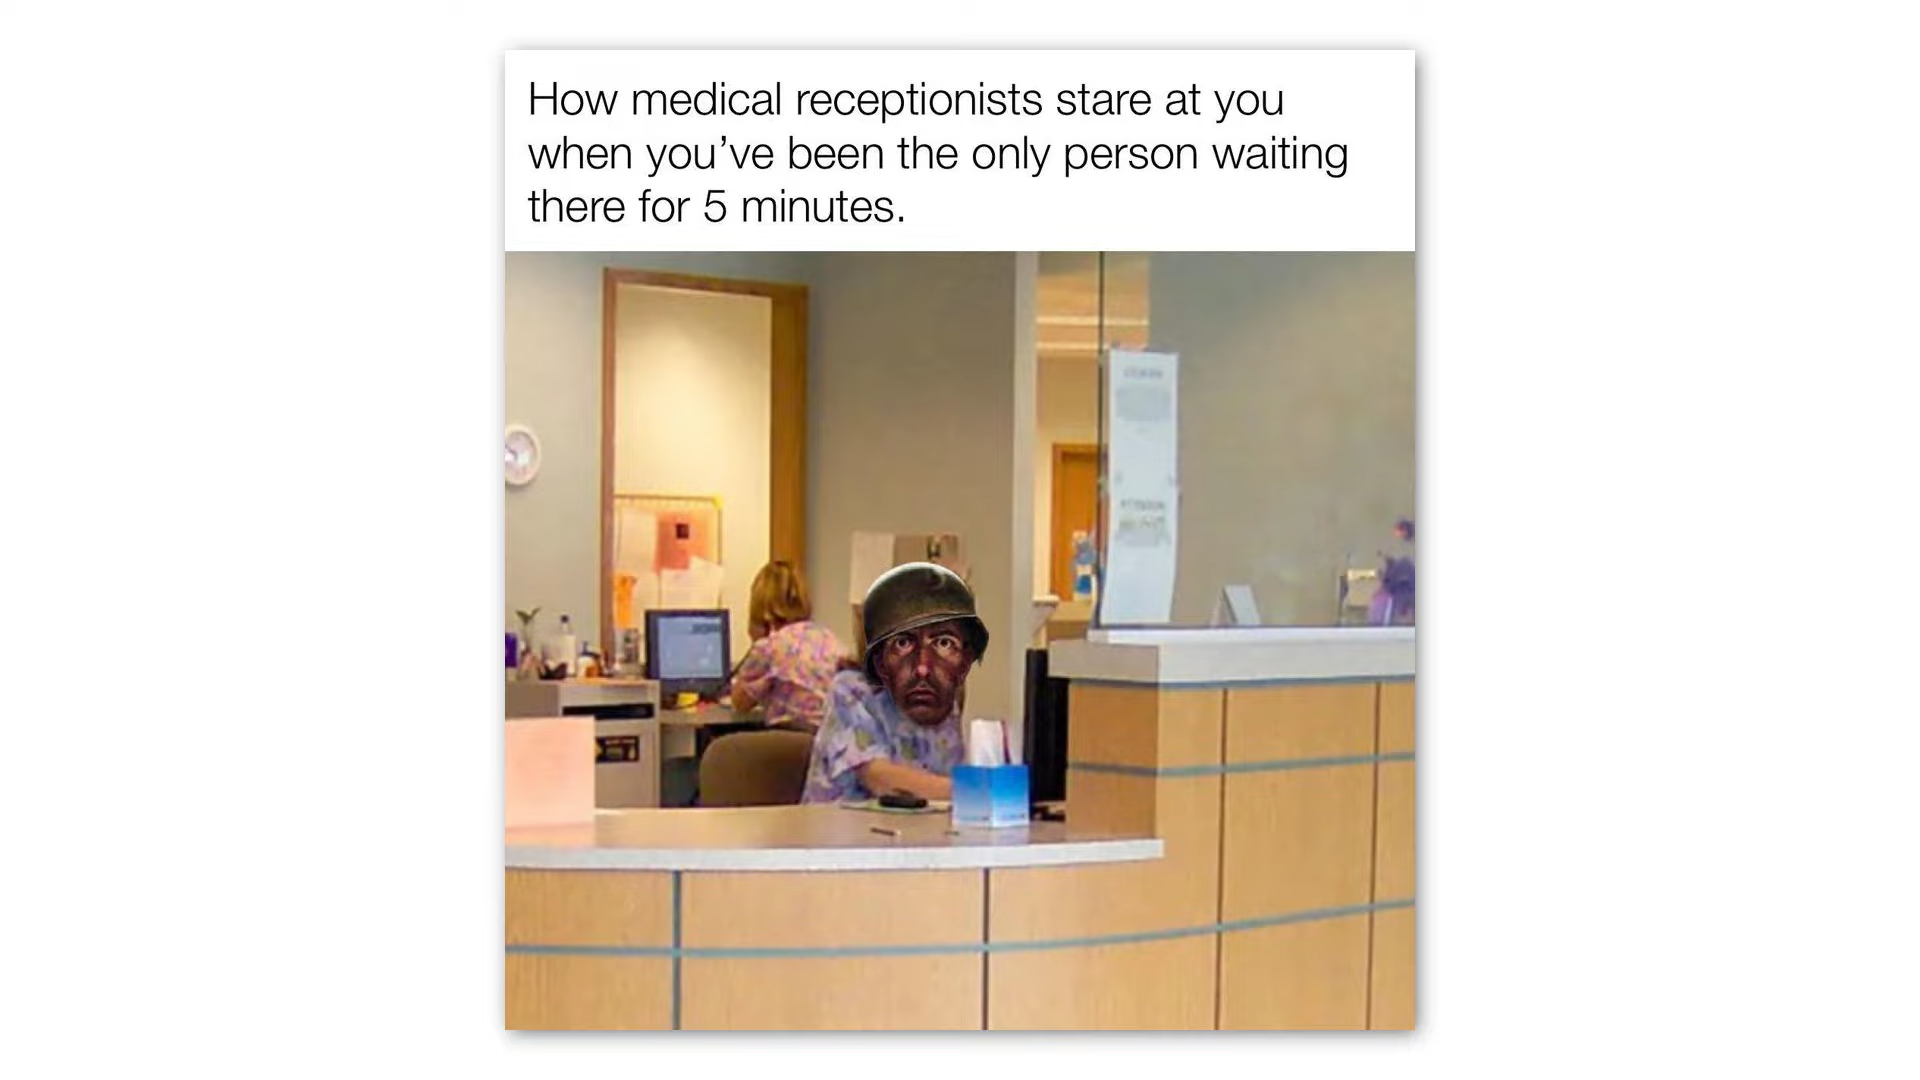 How medical receptionists stare at you
when you’ve been the only person waiting
there for 5 minutes.